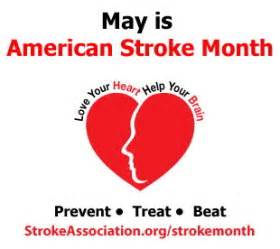 May is
American Stroke Month
Love Your Heart Help Your Brain
Prevent • Treat • Beat
StrokeAssociation.org/strokemonth